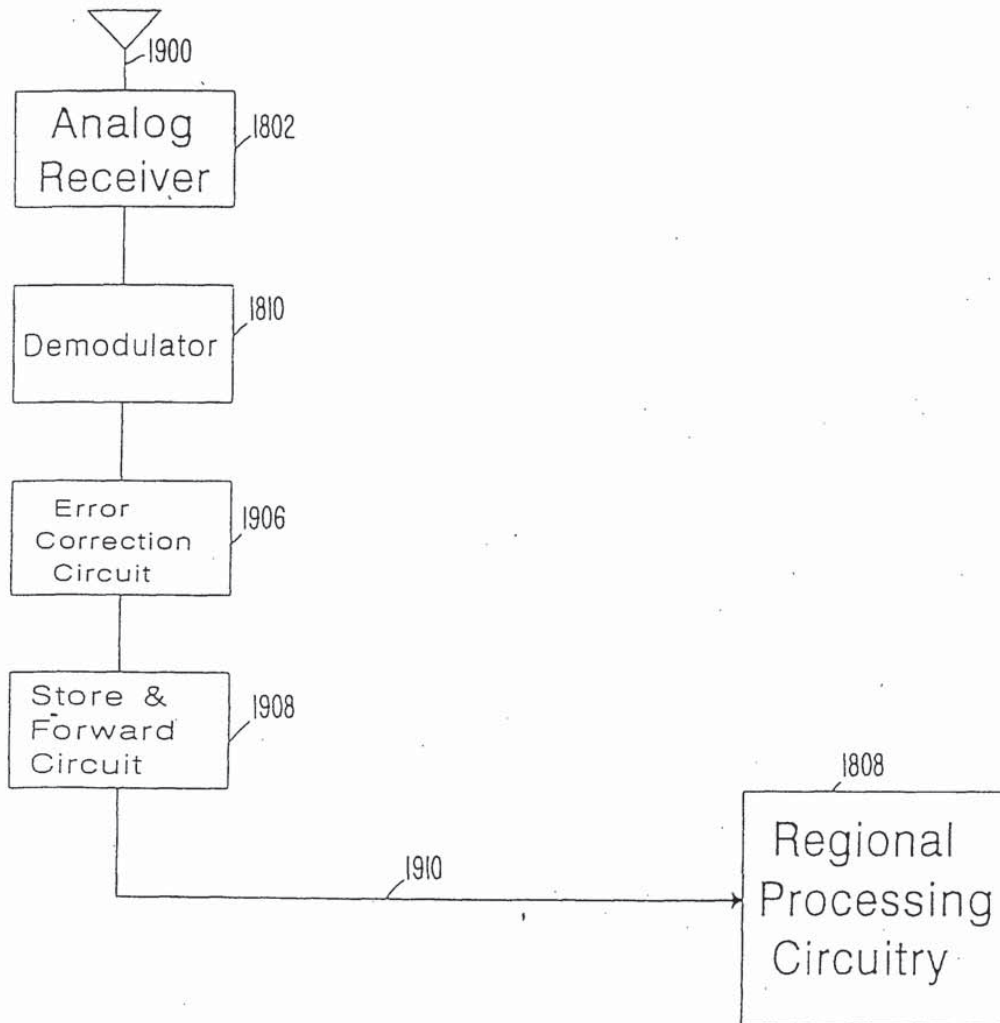 1900
Analog
Receiver
1802
Demodulator
1810
Error
Correction
Circuit
1906
Store &
Forward
Circuit
1908
1910
1808
Regional
Processing
Circuitry